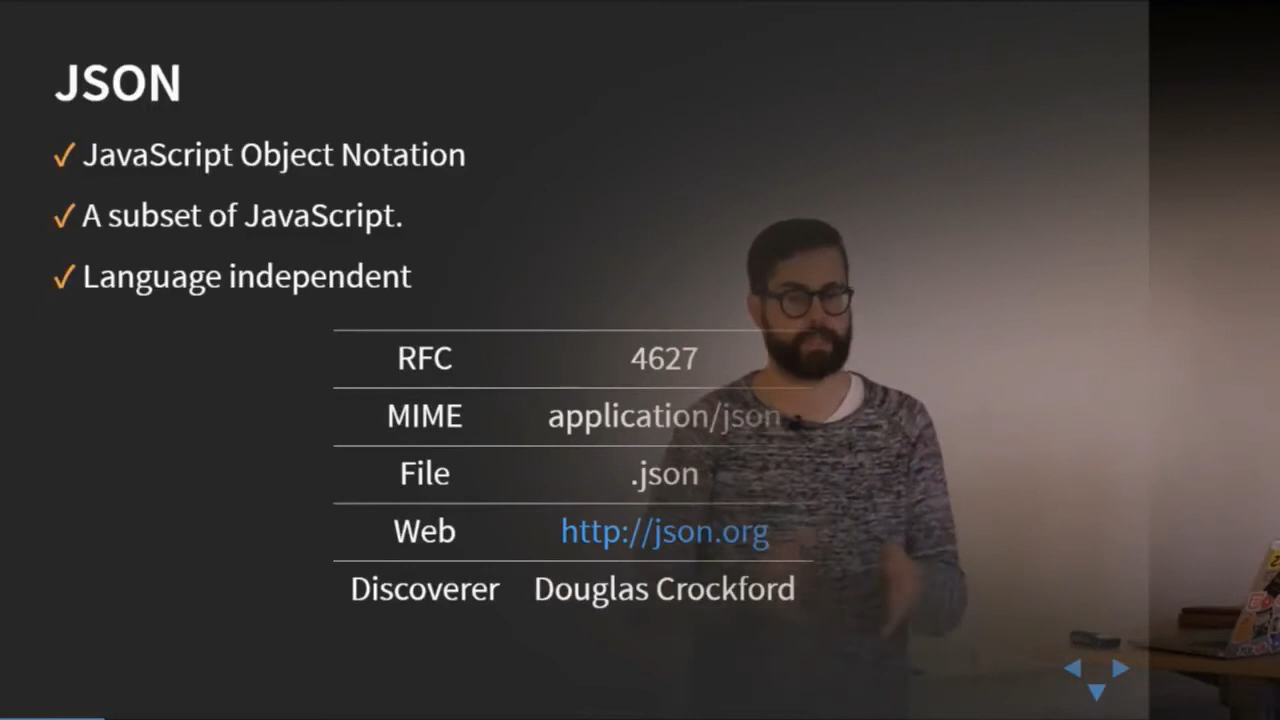 JSON
✓ JavaScript Object Notation
✓ A subset of JavaScript.
✓ Language independent
RFC 4627
MIME application/json
File .json
Web http://json.org
Discoverer Douglas Crockford